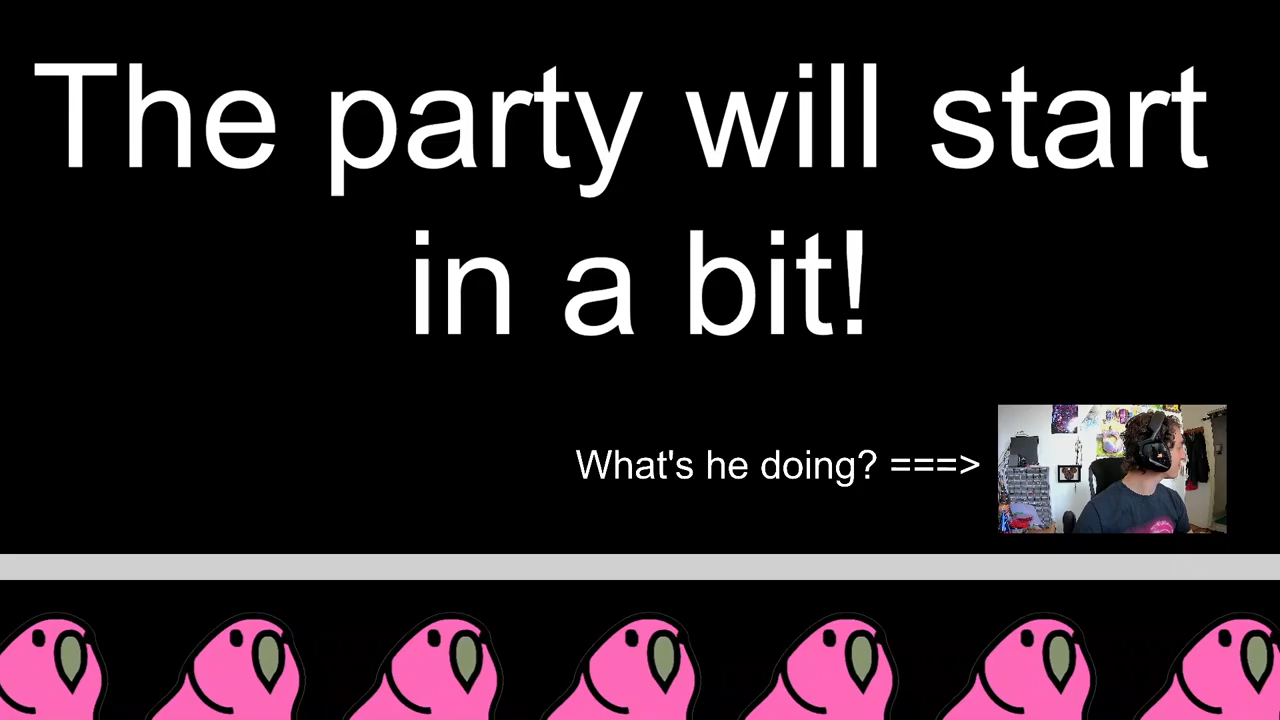 The party will start
in a bit!
What's he doing? ===>